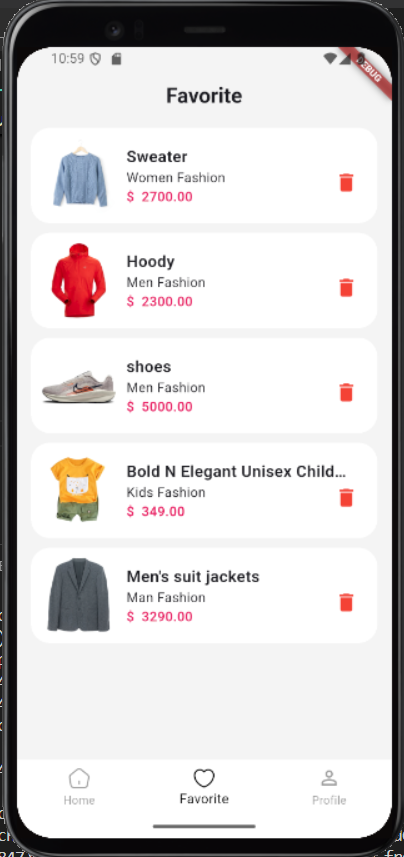 10:59
DEBUG
Favorite
Sweater
Women Fashion
$ 2700.00
Hoody
Men Fashion
$ 2300.00
shoes
Men Fashion
$ 5000.00
Bold N Elegant Unisex Child...
Kids Fashion
$ 349.00
Men's suit jackets
Man Fashion
$ 3290.00
Home
Favorite
Profile